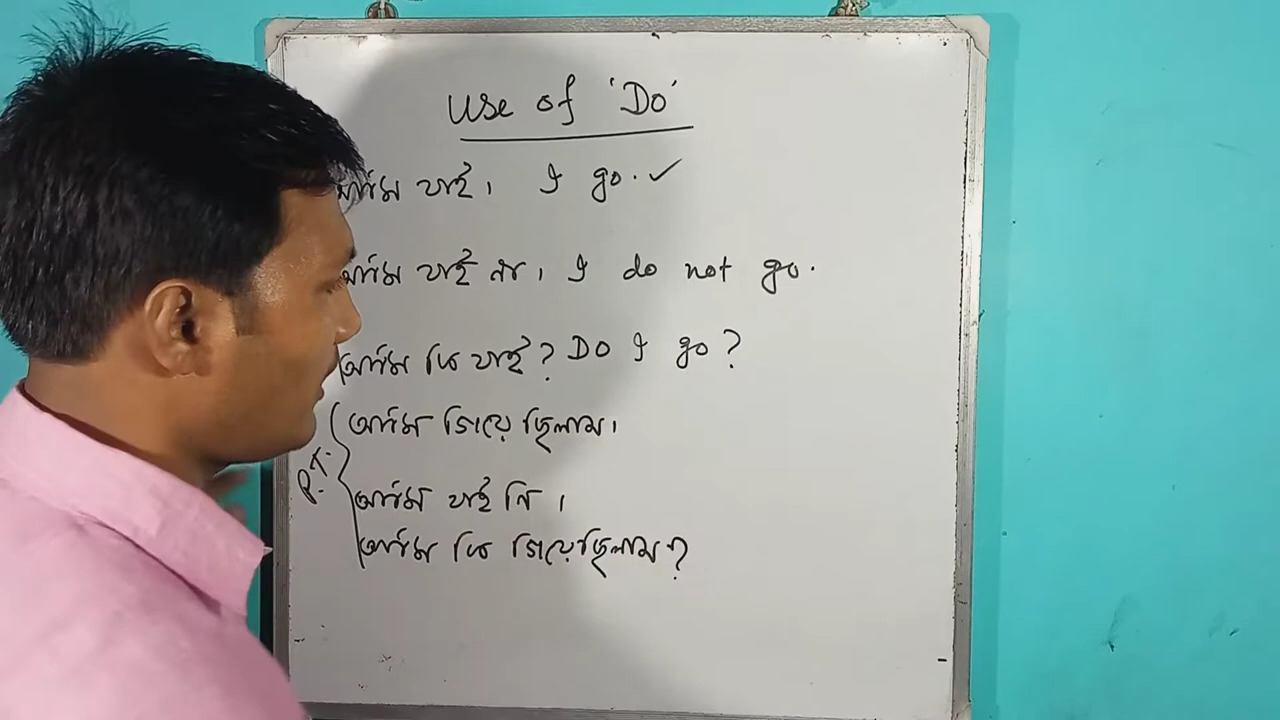 Use of 'Do'
আমি যাই। I go. ✓
আমি যাই না। I do not go.
আমি কি যাই? Do I go?
আমি গিয়েছিলাম।
P.T.
আমি যাই নি।
আমি কি গিয়েছিলাম?